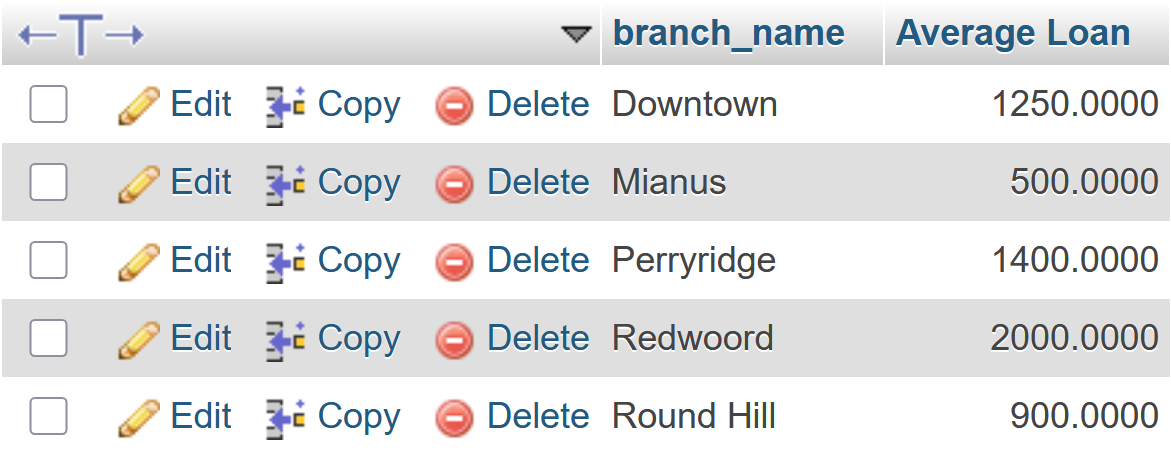 branch_name Average Loan
Edit Copy Delete Downtown 1250.0000
Edit Copy Delete Mianus 500.0000
Edit Copy Delete Perryridge 1400.0000
Edit Copy Delete Redwoord 2000.0000
Edit Copy Delete Round Hill 900.0000